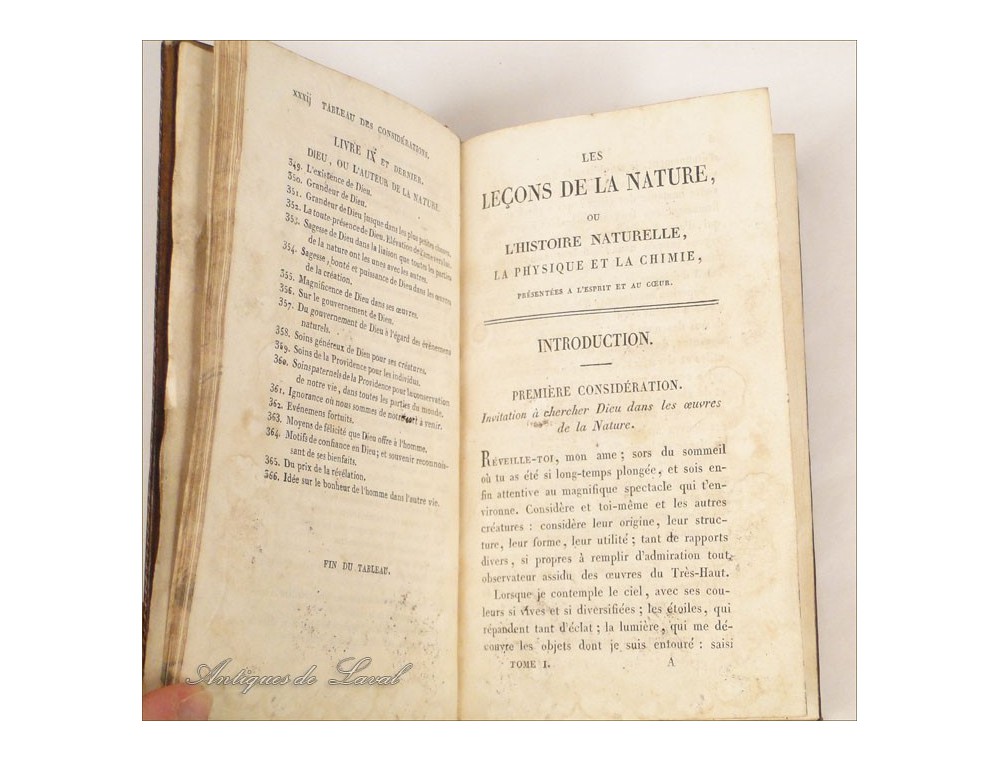 xxxij TABLEAU DES CONSIDÉRATIONS.
LIVRE IX ET DERNIER.
DIEU, OU L'AUTEUR DE LA NATURE.
349. L'existence de Dieu.
350. Grandeur de Dieu.
351. Grandeur de Dieu jusque dans les plus petites choses.
352. La toute présence de Dieu. Elévation de l'ame vers lui.
353. Sagesse de Dieu dans la liaison que toutes les parties
de la nature ont les unes avec les autres.
354. Sagesse, bonté et puissance de Dieu dans les œuvres
de la création.
355. Magnificence de Dieu dans ses œuvres.
356. Sur le gouvernement de Dieu.
357. Du gouvernement de Dieu à l'égard des événemens
naturels.
358. Soins généreux de Dieu pour ses créatures.
369. Soins de la Providence pour les individus.
360. Soins paternels de la Providence pour la conservation
de notre vie, dans toutes les parties du monde.
361. Ignorance où nous sommes de notre sort à venir.
362. Evénemens fortuits.
363. Moyens de félicité que Dieu offre à l'homme.
364. Motifs de confiance en Dieu; et souvenir reconnois-
sant de ses bienfaits.
365. Du prix de la révélation.
366. Idée sur le bonheur de l'homme dans l'autre vie.
FIN DU TABLEAU.
LES
LEÇONS DE LA NATURE,
OU
L'HISTOIRE NATURELLE,
LA PHYSIQUE ET LA CHIMIE,
PRÉSENTÉES A L'ESPRIT ET AU CŒUR.
INTRODUCTION.
PREMIÈRE CONSIDÉRATION.
Invitation à chercher Dieu dans les œuvres
de la Nature.
RÉVEILLE-TOI, mon ame; sors du sommeil
où tu as été si long-temps plongée, et sois en-
fin attentive au magnifique spectacle qui t'en-
vironne. Considère et toi-même et les autres
créatures : considère leur origine, leur struc-
ture, leur forme, leur utilité; tant de rapports
divers, si propres à remplir d'admiration tout
observateur assidu des œuvres du Très-Haut.
Lorsque je contemple le ciel, avec ses cou-
leurs si vives et si diversifiées; les étoiles, qui
répandent tant d'éclat; la lumière, qui me dé-
couvre les objets dont je suis entouré : saisi
TOME I. A
Antiques de Laval